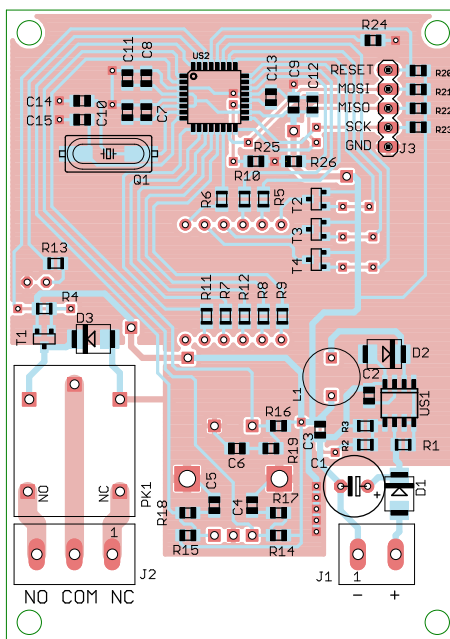 R24
US2
C11
C8
C13
C9
C12
RESET
R20
MOSI
R21
MISO
R22
SCK
R23
GND
J3
C14
C10
C15
C7
Q1
R25
R26
R10
R6
R5
T2
T3
T4
R13
R11
R7
R12
R8
R9
R4
D3
T1
D2
C2
L1
US1
R16
C3
R3
R2
R1
R19
C6
C1
+
D1
NO
NC
PK1
C5
C4
R17
R18
R15
R14
1
J2
J1
1
NO COM NC
- +